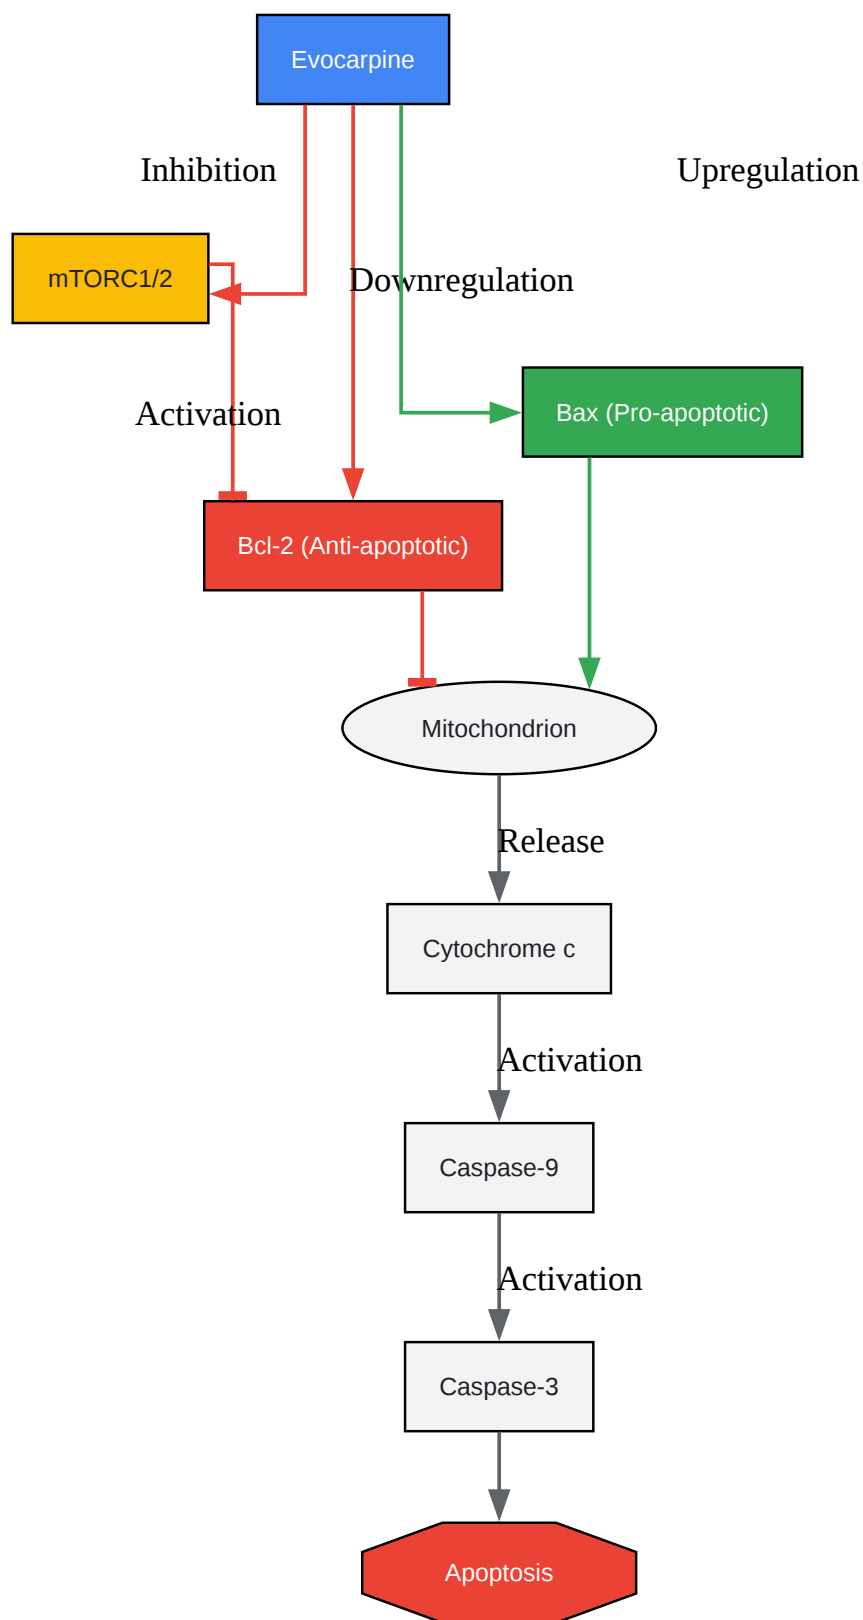 Evocarpine
Inhibition
Upregulation
mTORC1/2
Downregulation
Activation
Bax (Pro-apoptotic)
Bcl-2 (Anti-apoptotic)
Mitochondrion
Release
Cytochrome c
Activation
Caspase-9
Activation
Caspase-3
Apoptosis